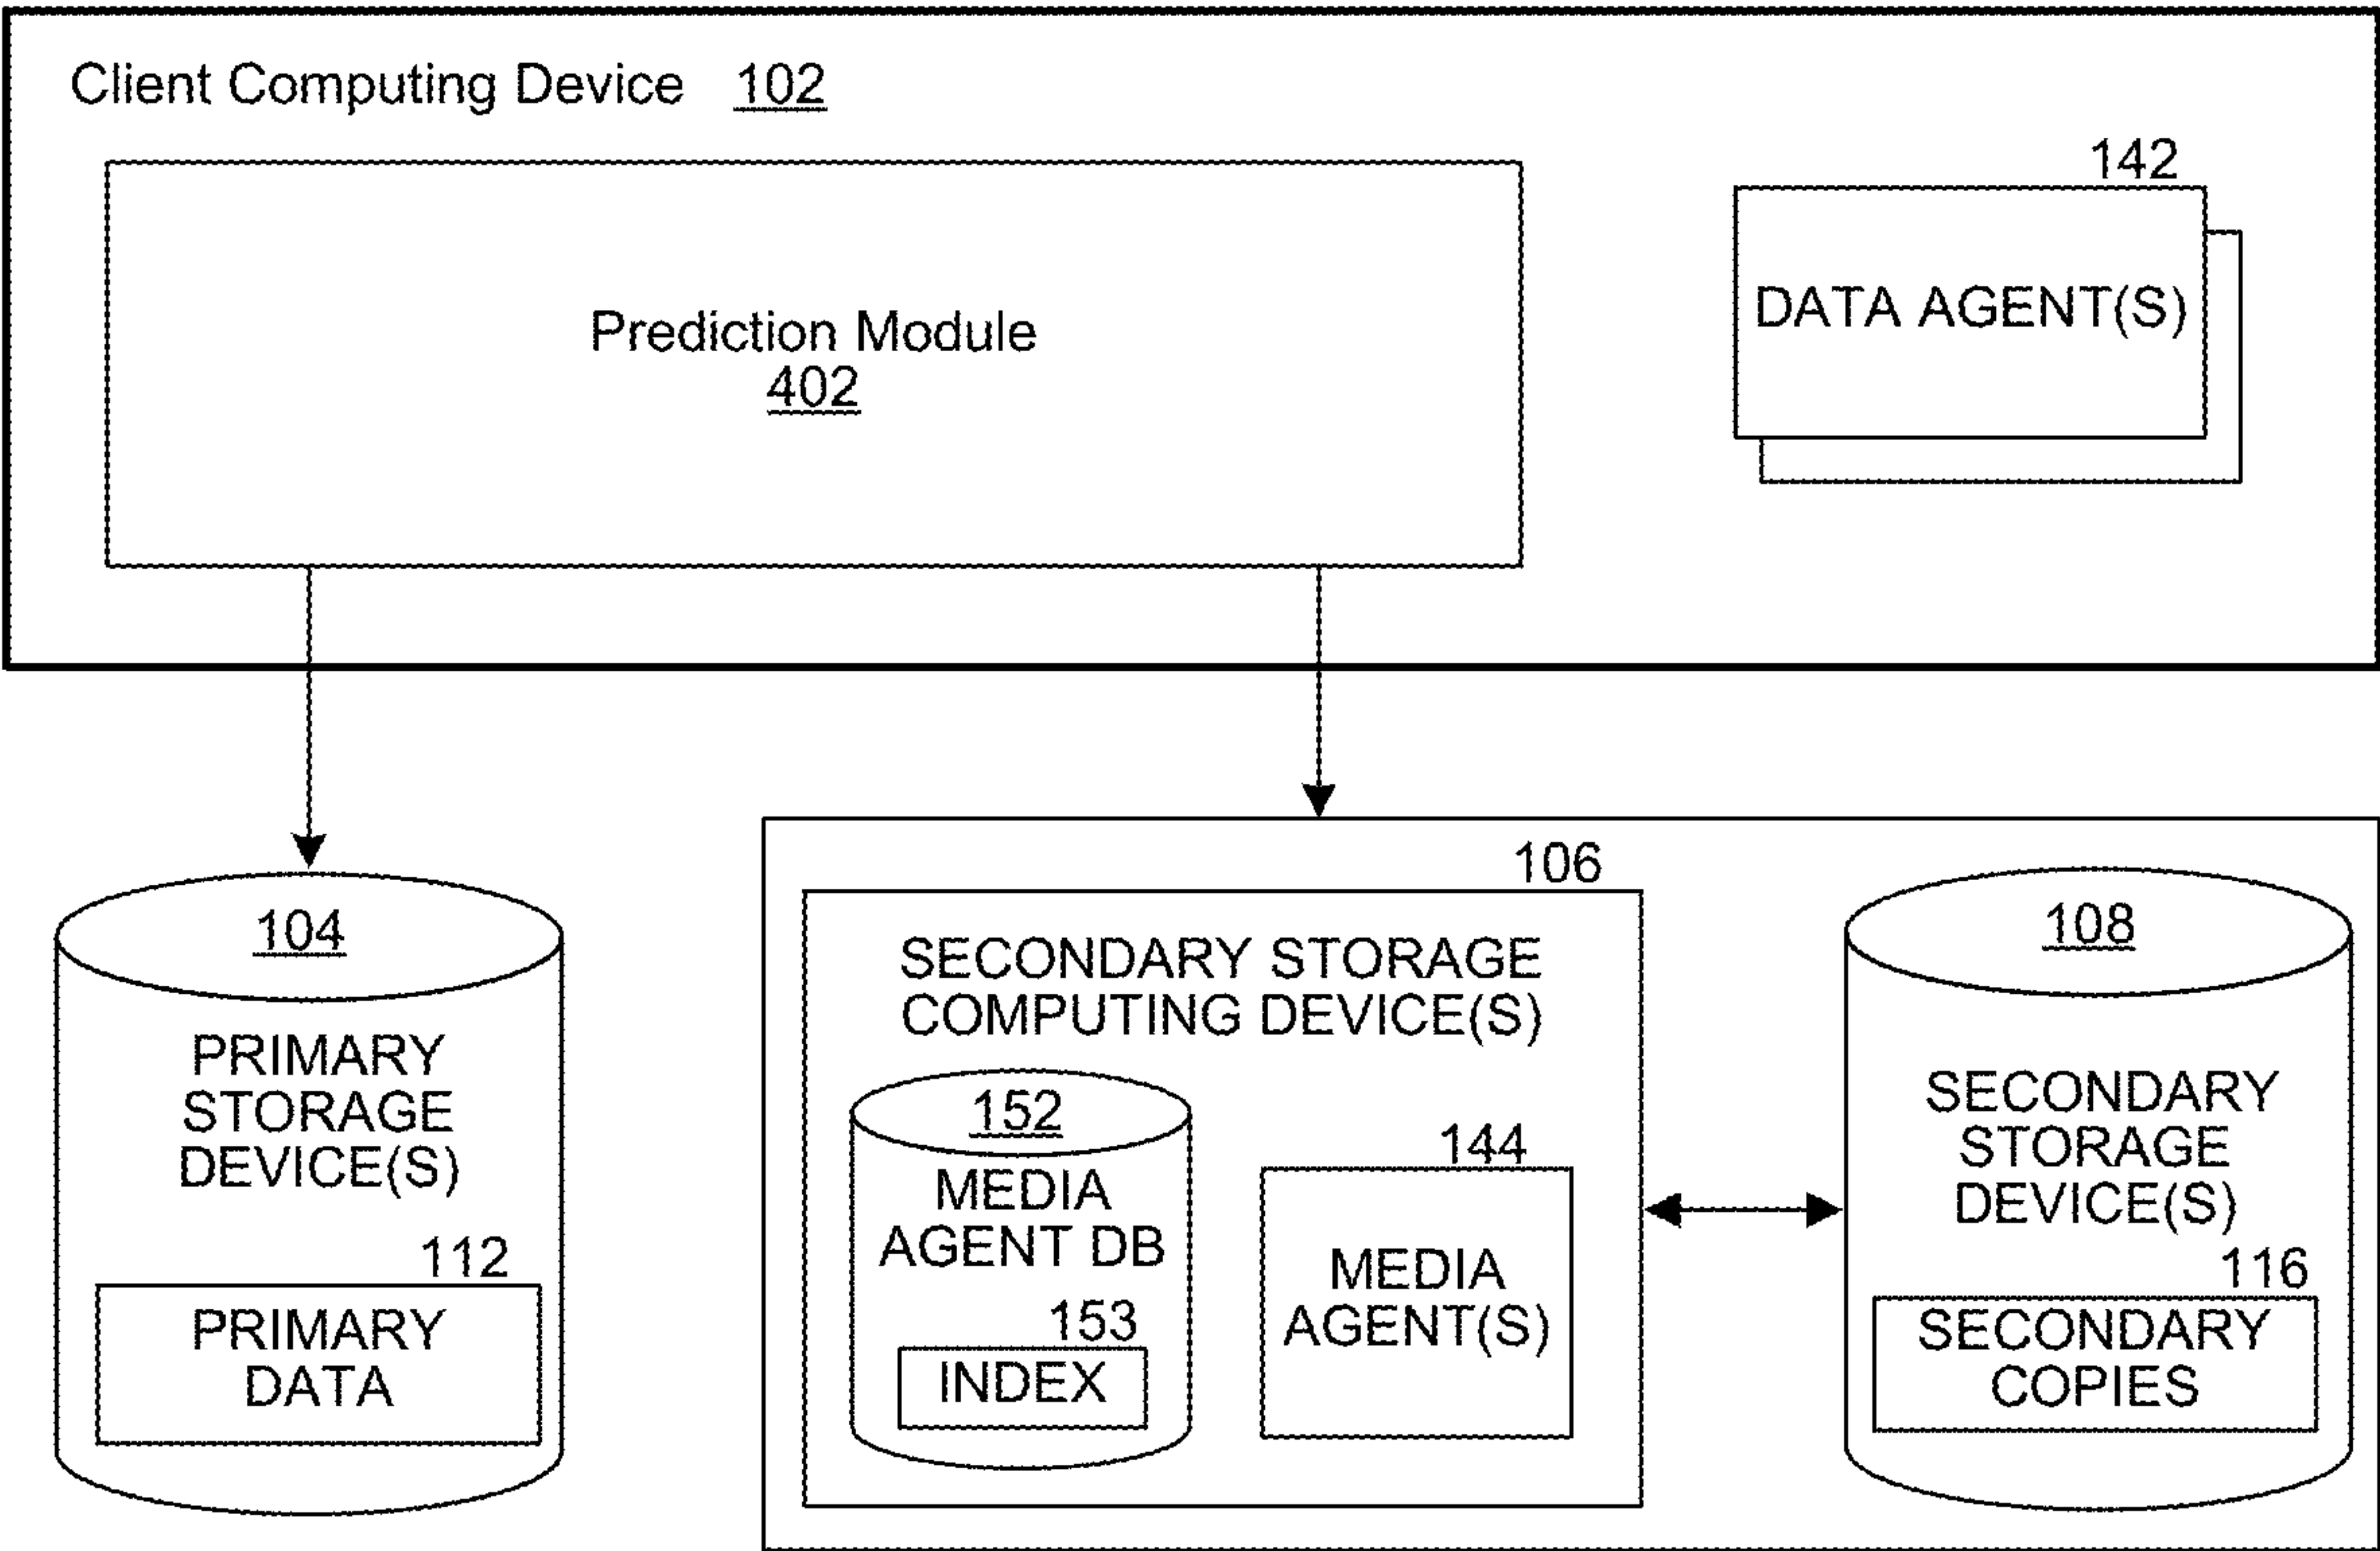 Client Computing Device 102
142
DATA AGENT(S)
Prediction Module
402
104
PRIMARY
STORAGE
DEVICE(S)
112
PRIMARY
DATA
106
SECONDARY STORAGE
COMPUTING DEVICE(S)
152
MEDIA
AGENT DB
153
INDEX
144
MEDIA
AGENT(S)
108
SECONDARY
STORAGE
DEVICE(S)
116
SECONDARY
COPIES